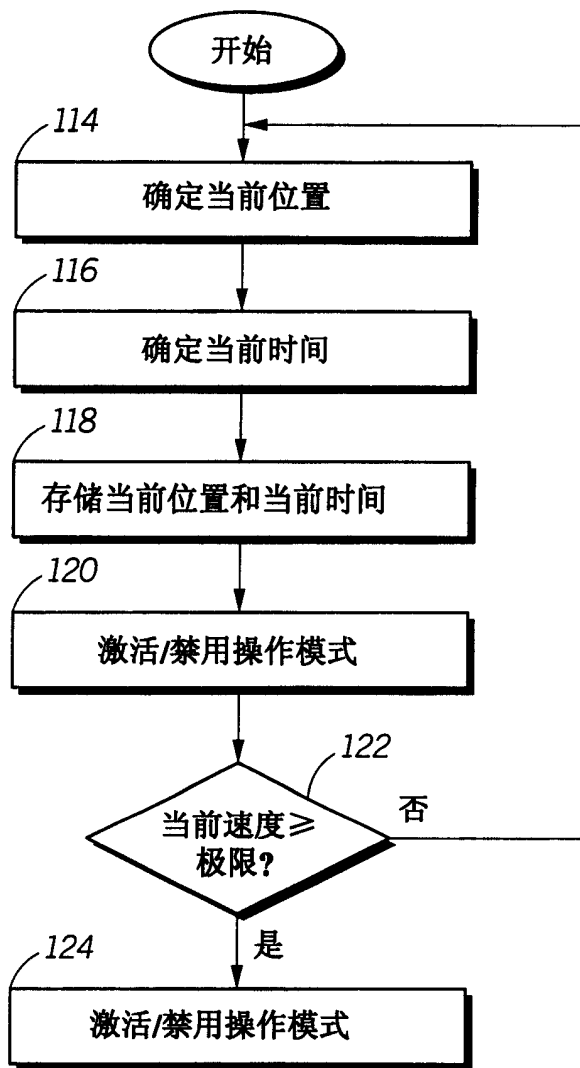 开始
114
确定当前位置
116
确定当前时间
118
存储当前位置和当前时间
120
激活/禁用操作模式
122
当前速度≥
极限?
否
是
124
激活/禁用操作模式